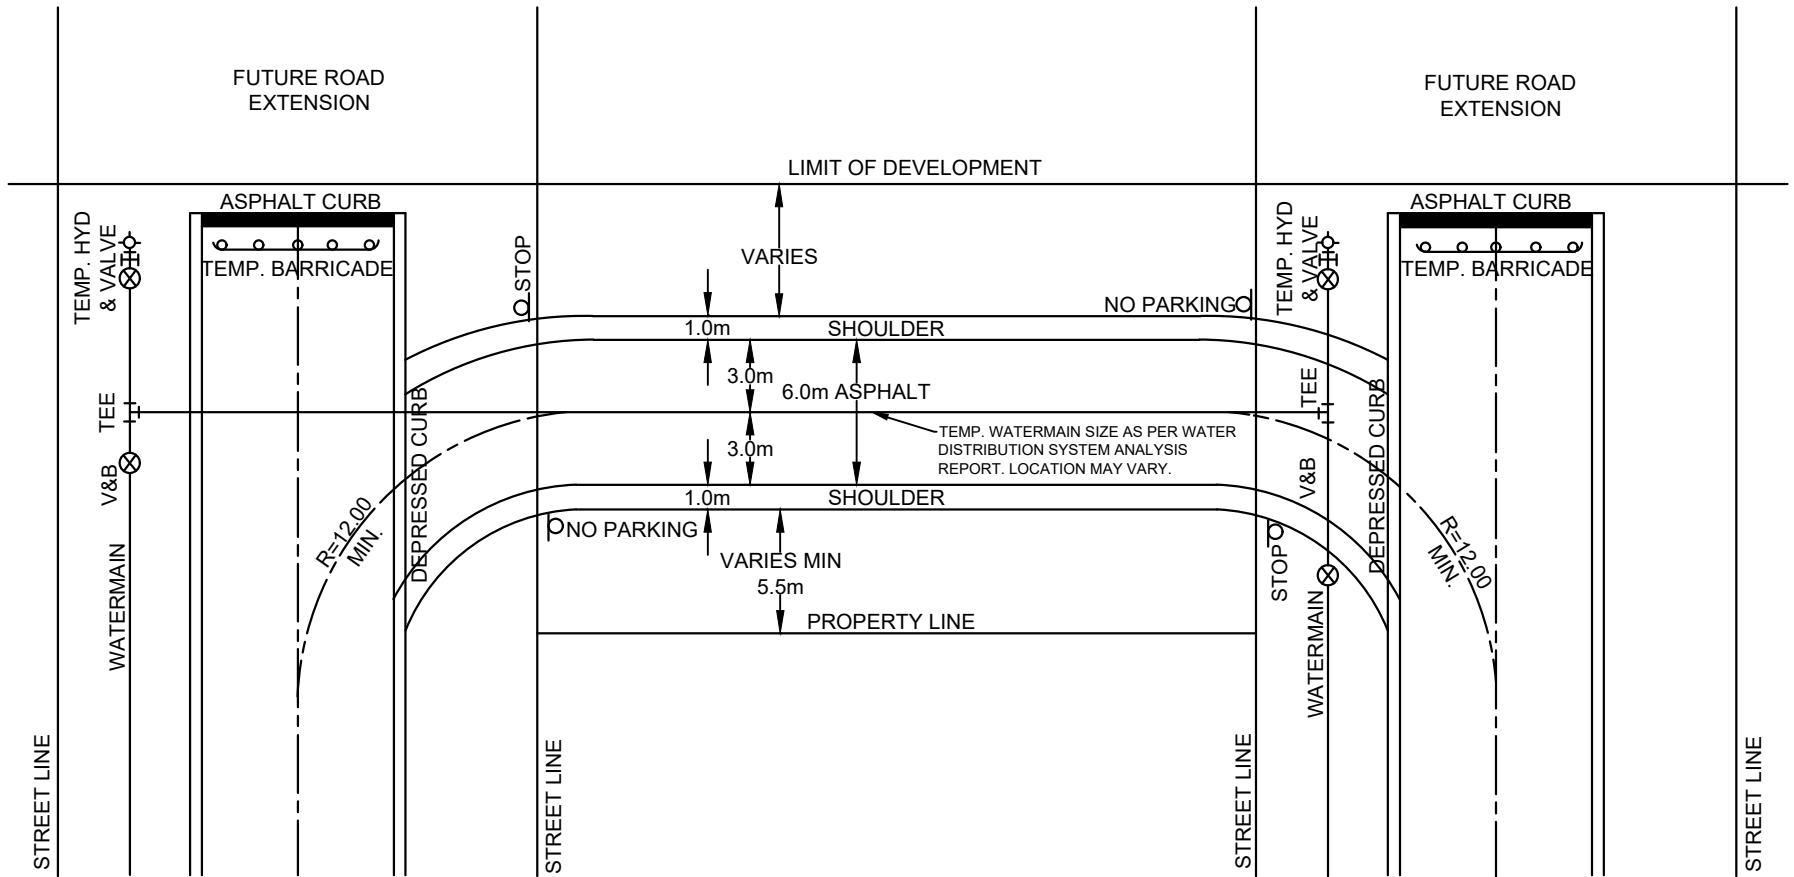 FUTURE ROAD
EXTENSION
FUTURE ROAD
EXTENSION
LIMIT OF DEVELOPMENT
ASPHALT CURB
ASPHALT CURB
TEMP. HYD
& VALVE
TEMP. BARRICADE
STOP
VARIES
NO PARKING
TEMP. HYD
& VALVE
TEMP. BARRICADE
1.0m
SHOULDER
3.0m
6.0m ASPHALT
TEE
DEPRESSED CURB
TEE
DEPRESSED CURB
TEMP. WATERMAIN SIZE AS PER WATER
DISTRIBUTION SYSTEM ANALYSIS
REPORT. LOCATION MAY VARY.
3.0m
V&B
V&B
1.0m
SHOULDER
R=12.00
MIN.
NO PARKING
R=12.00
MIN.
VARIES MIN
5.5m
STOP
WATERMAIN
PROPERTY LINE
WATERMAIN
STREET LINE
STREET LINE
STREET LINE
STREET LINE